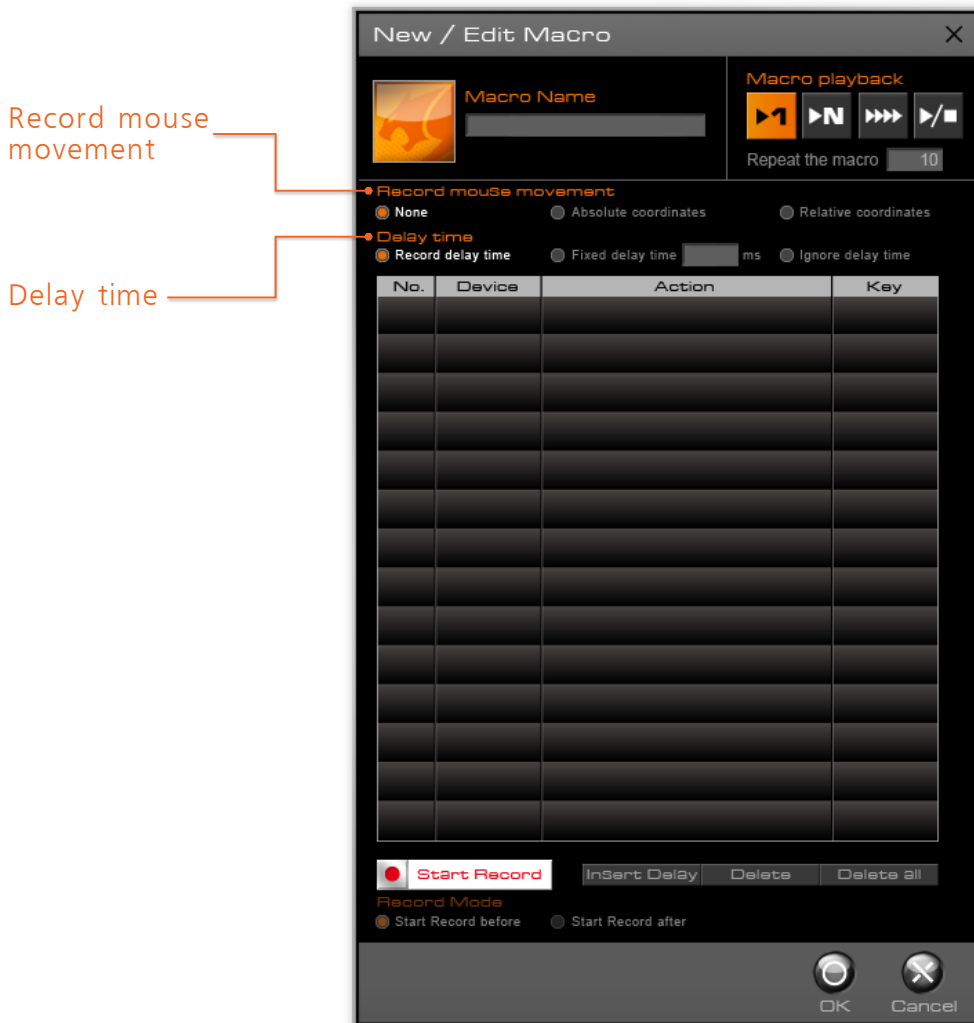 New / Edit Macro
Macro Name
Macro playback
1 N
Repeat the macro 10
Record mouse
movement
Record mouse movement
None Absolute coordinates Relative coordinates
Delay time
Record delay time Fixed delay time ms Ignore delay time
Delay time
No. Device Action Key
Start Record Insert Delay Delete Delete all
Record Mode
Start Record before Start Record after
OK Cancel